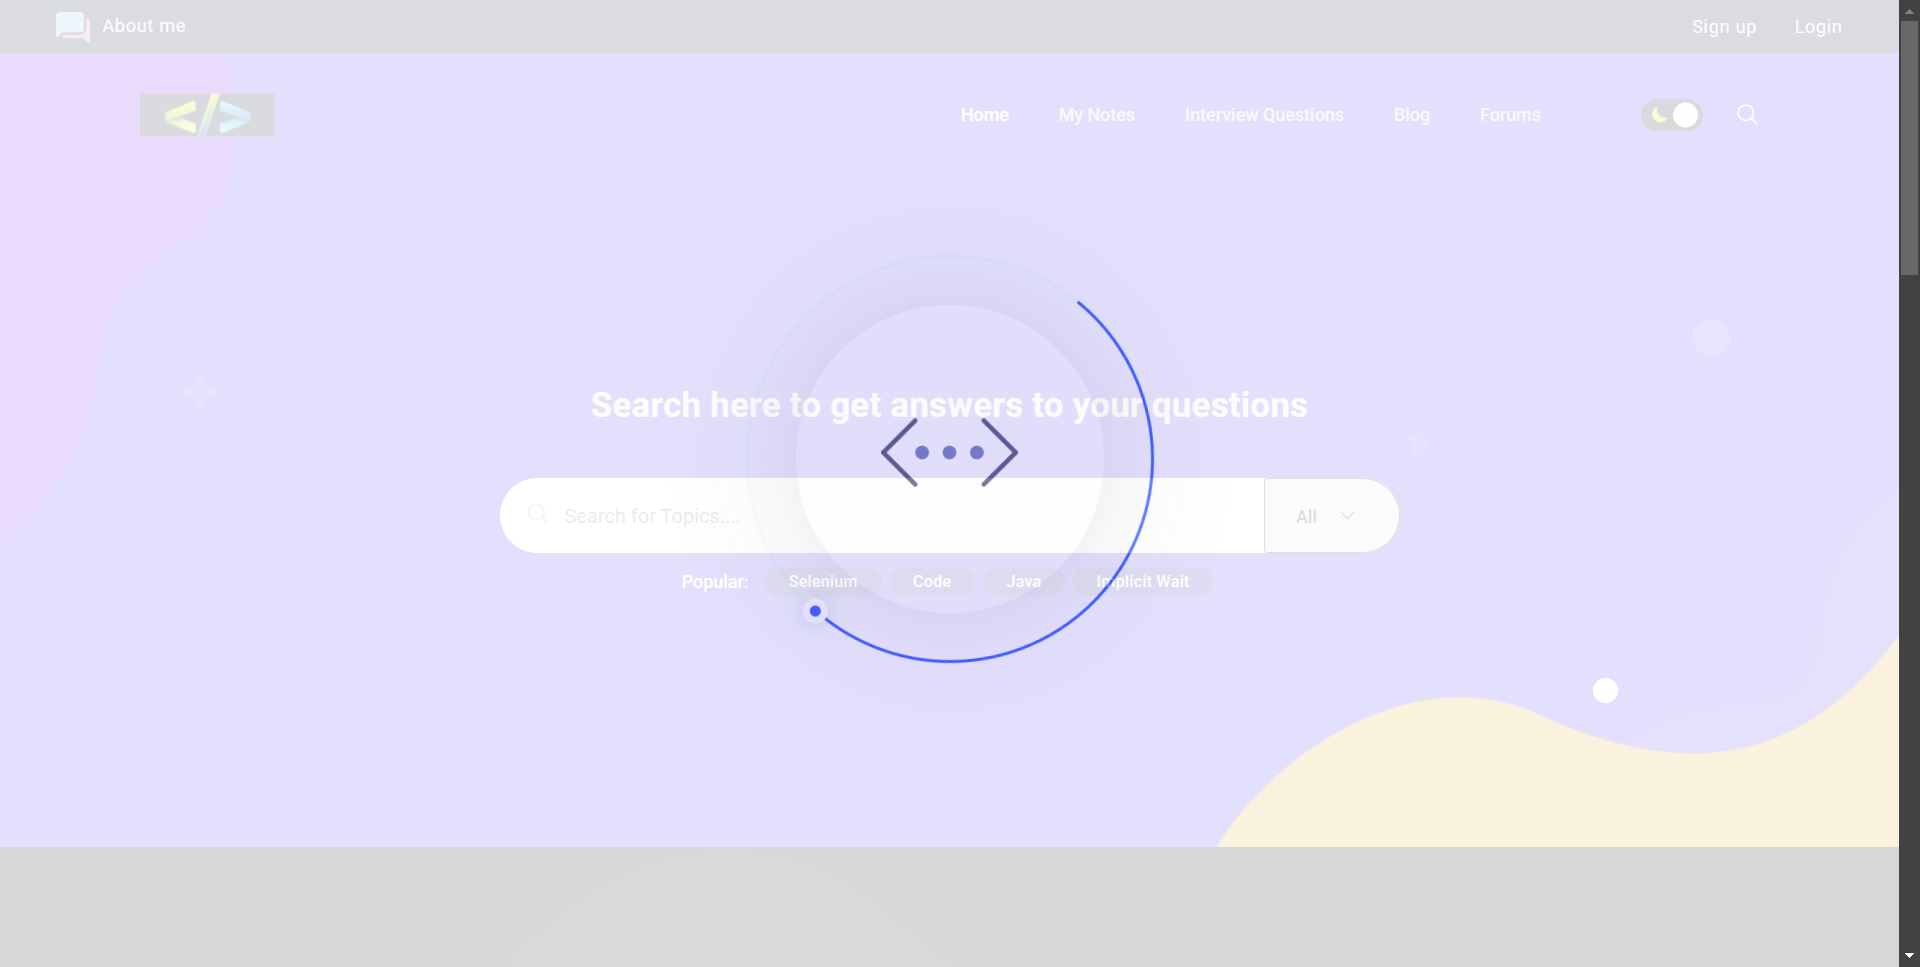 About me
Sign up
Login
</>
Home
My Notes
Interview Questions
Blog
Forums
Search here to get answers to your questions
Search for Topics....
All
Popular:
Selenium
Code
Java
Implicit Wait